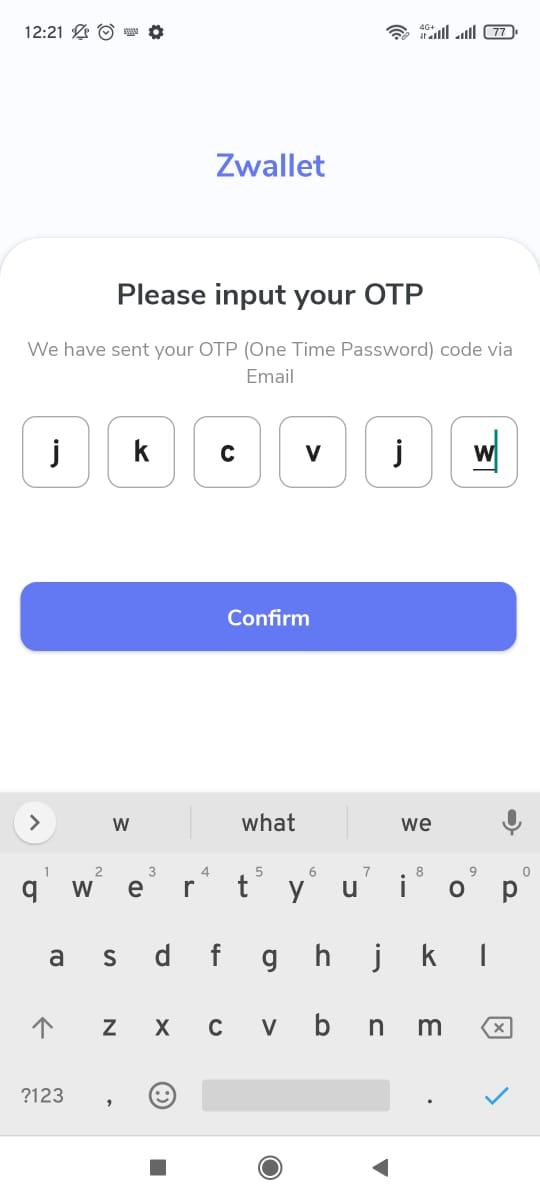 12:21 4G+ 77
Zwallet
Please input your OTP
We have sent your OTP (One Time Password) code via
Email
j k c v j w
Confirm
w what we
1 2 3 4 5 6 7 8 9 0
q w e r t y u i o p
a s d f g h j k l
z x c v b n m
?123 , .